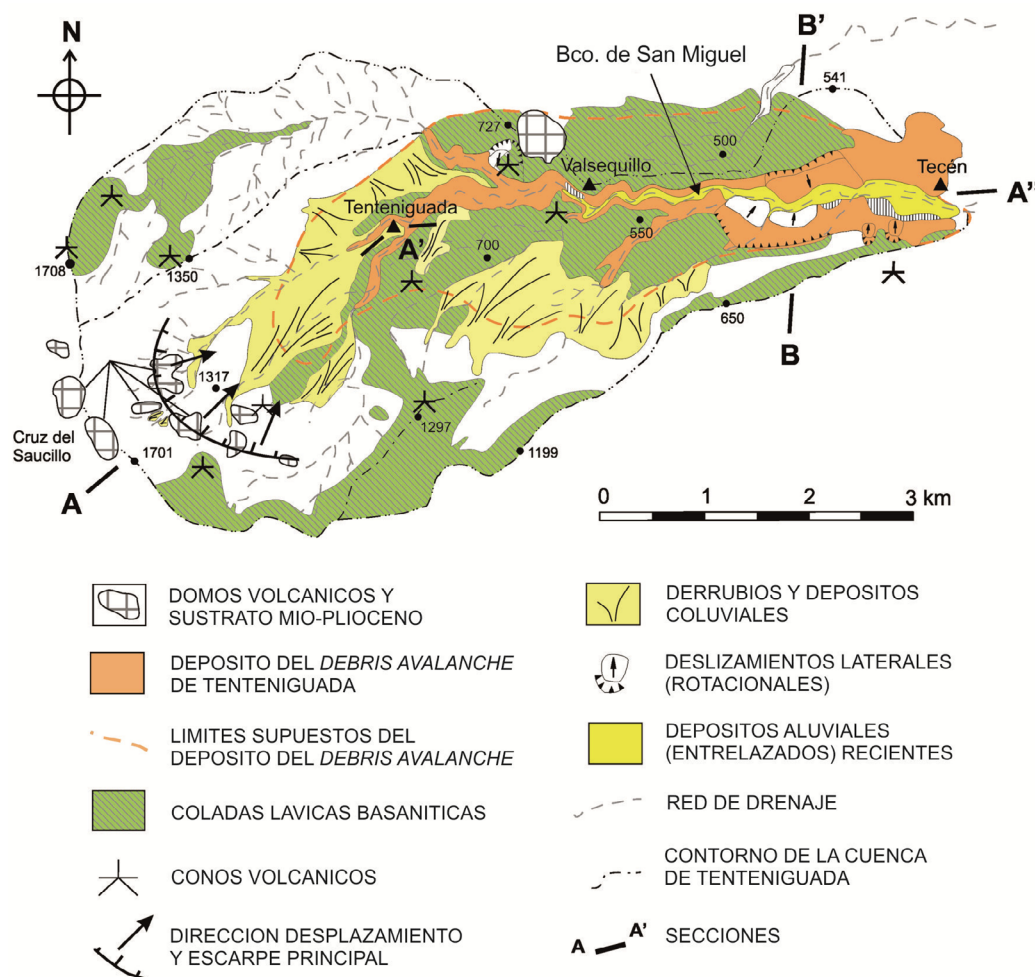 N
B'
Bco. de San Miguel
541
727
500
Valsequillo
Tecén
A''
Tenteniguada
A'
550
700
1708
1350
650
B
1317
1297
Cruz del
Saucillo
1701
1199
A
0 1 2 3 km
DOMOS VOLCANICOS Y
SUSTRATO MIO-PLIOCENO
DEPOSITO DEL DEBRIS AVALANCHE
DE TENTENIGUADA
LIMITES SUPUESTOS DEL
DEPOSITO DEL DEBRIS AVALANCHE
COLADAS LAVICAS BASANITICAS
CONOS VOLCANICOS
DIRECCION DESPLAZAMIENTO
Y ESCARPE PRINCIPAL
DERRUBIOS Y DEPOSITOS
COLUVIALES
DESLIZAMIENTOS LATERALES
(ROTACIONALES)
DEPOSITOS ALUVIALES
(ENTRELAZADOS) RECIENTES
RED DE DRENAJE
CONTORNO DE LA CUENCA
DE TENTENIGUADA
A A' SECCIONES